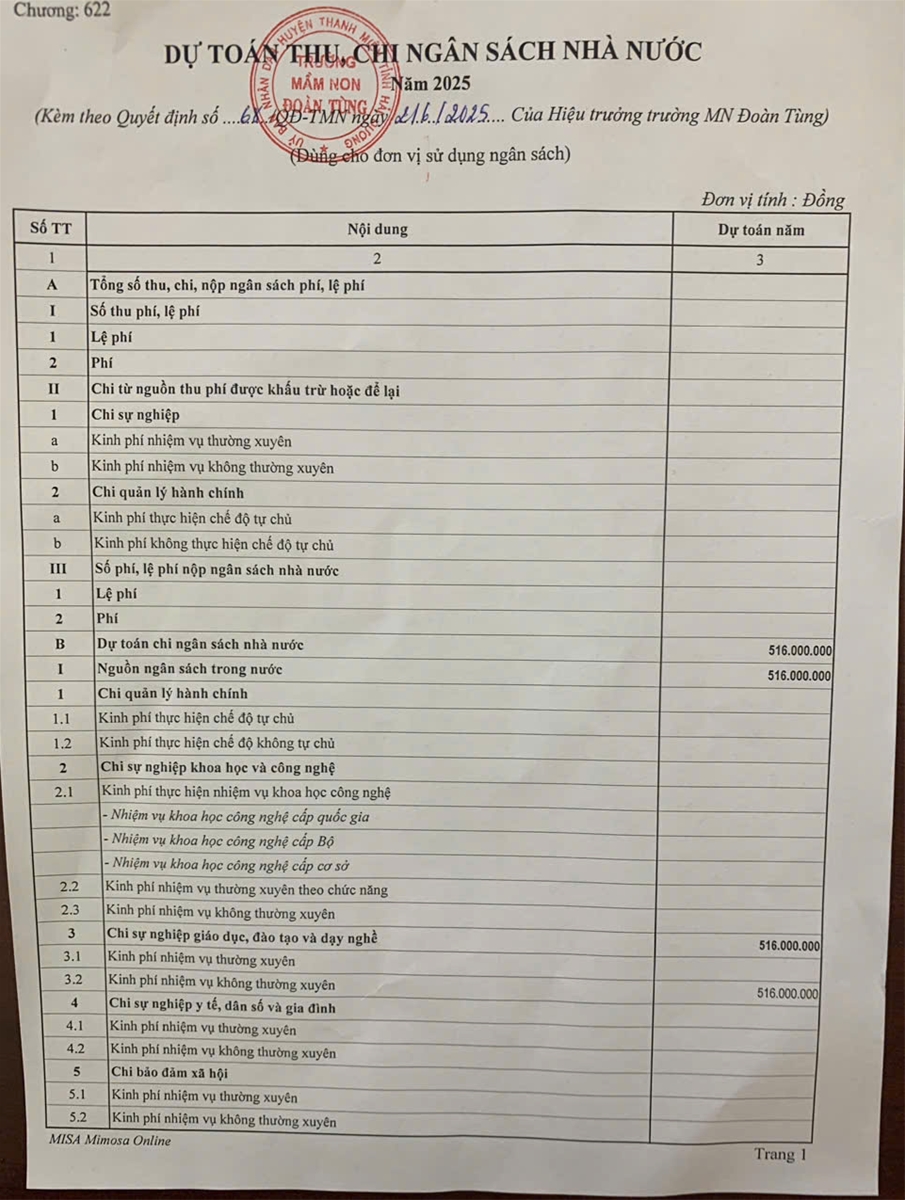 Chương: 622
DỰ TOÁN THU, CHI NGÂN SÁCH NHÀ NƯỚC
Năm 2025
(Kèm theo Quyết định số ....68./QĐ-TMN ngày/21/6./2025.... Của Hiệu trưởng trường MN Đoàn Tùng)
(Dùng cho đơn vị sử dụng ngân sách)
TRƯỜNG
MẦM NON
ĐOÀN TÙNG
Đơn vị tính : Đồng
Số TT Nội dung Dự toán năm
1 2 3
A Tổng số thu, chi, nộp ngân sách phí, lệ phí
I Số thu phí, lệ phí
1 Lệ phí
2 Phí
II Chi từ nguồn thu phí được khấu trừ hoặc để lại
1 Chi sự nghiệp
a Kinh phí nhiệm vụ thường xuyên
b Kinh phí nhiệm vụ không thường xuyên
2 Chi quản lý hành chính
a Kinh phí thực hiện chế độ tự chủ
b Kinh phí không thực hiện chế độ tự chủ
III Số phí, lệ phí nộp ngân sách nhà nước
1 Lệ phí
2 Phí
B Dự toán chi ngân sách nhà nước 516.000.000
I Nguồn ngân sách trong nước 516.000.000
1 Chi quản lý hành chính
1.1 Kinh phí thực hiện chế độ tự chủ
1.2 Kinh phí thực hiện chế độ không tự chủ
2 Chi sự nghiệp khoa học và công nghệ
2.1 Kinh phí thực hiện nhiệm vụ khoa học công nghệ
- Nhiệm vụ khoa học công nghệ cấp quốc gia
- Nhiệm vụ khoa học công nghệ cấp Bộ
- Nhiệm vụ khoa học công nghệ cấp cơ sở
2.2 Kinh phí nhiệm vụ thường xuyên theo chức năng
2.3 Kinh phí nhiệm vụ không thường xuyên
3 Chi sự nghiệp giáo dục, đào tạo và dạy nghề 516.000.000
3.1 Kinh phí nhiệm vụ thường xuyên
3.2 Kinh phí nhiệm vụ không thường xuyên 516.000.000
4 Chi sự nghiệp y tế, dân số và gia đình
4.1 Kinh phí nhiệm vụ thường xuyên
4.2 Kinh phí nhiệm vụ không thường xuyên
5 Chi bảo đảm xã hội
5.1 Kinh phí nhiệm vụ thường xuyên
5.2 Kinh phí nhiệm vụ không thường xuyên
MISA Mimosa Online
Trang 1